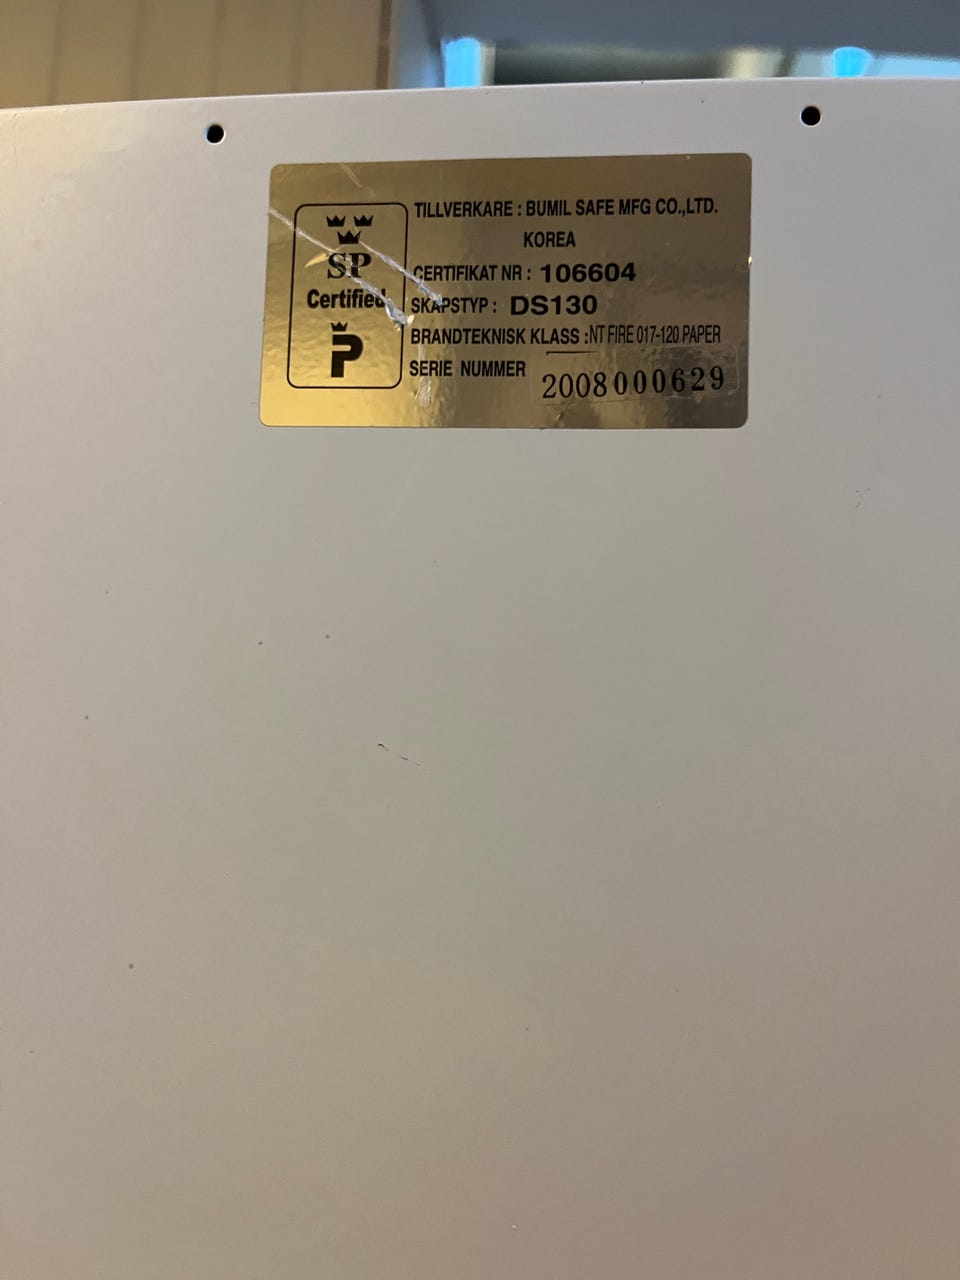 SP
Certified
P
TILLVERKARE : BUMIL SAFE MFG CO.,LTD.
KOREA
CERTIFIKAT NR : 106604
SKAPSTYP : DS130
BRANDTEKNISK KLASS :NT FIRE 017-120 PAPER
SERIE NUMMER 2008000629